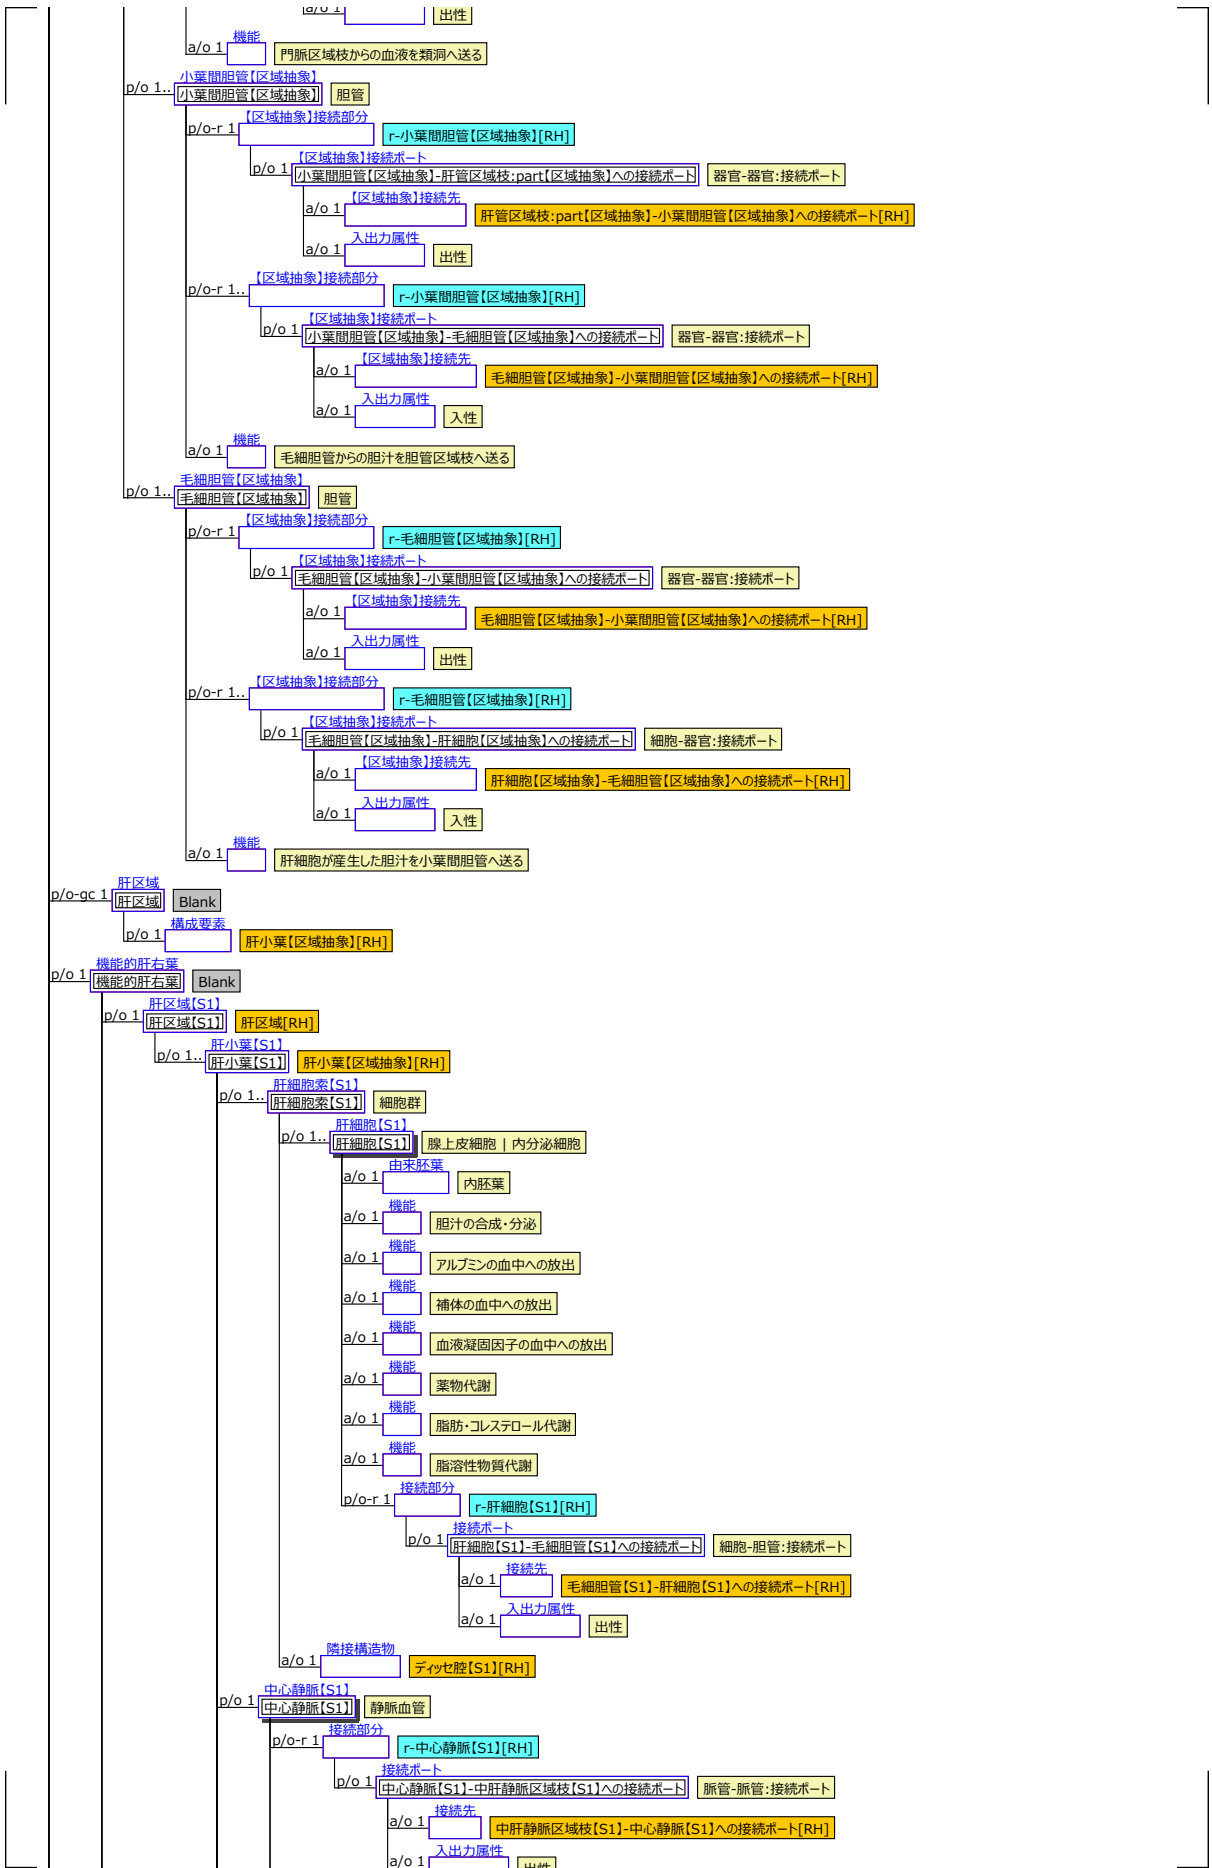 a/o 1 出性
機能
a/o 1 門脈区域枝からの血液を類洞へ送る
小葉間胆管【区域抽象】
p/o 1.. 小葉間胆管【区域抽象】 胆管
【区域抽象】接続部分
p/o-r 1 r-小葉間胆管【区域抽象】[RH]
【区域抽象】接続ポート
p/o 1 小葉間胆管【区域抽象】-肝管区域枝:part【区域抽象】への接続ポート 器官-器官:接続ポート
【区域抽象】接続先
a/o 1 肝管区域枝:part【区域抽象】-小葉間胆管【区域抽象】への接続ポート[RH]
入出力属性
a/o 1 出性
【区域抽象】接続部分
p/o-r 1.. r-小葉間胆管【区域抽象】[RH]
【区域抽象】接続ポート
p/o 1 小葉間胆管【区域抽象】-毛細胆管【区域抽象】への接続ポート 器官-器官:接続ポート
【区域抽象】接続先
a/o 1 毛細胆管【区域抽象】-小葉間胆管【区域抽象】への接続ポート[RH]
入出力属性
a/o 1 入性
機能
a/o 1 毛細胆管からの胆汁を胆管区域枝へ送る
毛細胆管【区域抽象】
p/o 1.. 毛細胆管【区域抽象】 胆管
【区域抽象】接続部分
p/o-r 1 r-毛細胆管【区域抽象】[RH]
【区域抽象】接続ポート
p/o 1 毛細胆管【区域抽象】-小葉間胆管【区域抽象】への接続ポート 器官-器官:接続ポート
【区域抽象】接続先
a/o 1 毛細胆管【区域抽象】-小葉間胆管【区域抽象】への接続ポート[RH]
入出力属性
a/o 1 出性
【区域抽象】接続部分
p/o-r 1.. r-毛細胆管【区域抽象】[RH]
【区域抽象】接続ポート
p/o 1 毛細胆管【区域抽象】-肝細胞【区域抽象】への接続ポート 細胞-器官:接続ポート
【区域抽象】接続先
a/o 1 肝細胞【区域抽象】-毛細胆管【区域抽象】への接続ポート[RH]
入出力属性
a/o 1 入性
機能
a/o 1 肝細胞が産生した胆汁を小葉間胆管へ送る
肝区域
p/o-gc 1 肝区域 Blank
構成要素
p/o 1 肝小葉【区域抽象】[RH]
機能的肝右葉
p/o 1 機能的肝右葉 Blank
肝区域【S1】
p/o 1 肝区域【S1】 肝区域[RH]
肝小葉【S1】
p/o 1.. 肝小葉【S1】 肝小葉【区域抽象】[RH]
肝細胞索【S1】
p/o 1.. 肝細胞索【S1】 細胞群
肝細胞【S1】
p/o 1.. 肝細胞【S1】 腺上皮細胞 | 内分泌細胞
由来胚葉
a/o 1 内胚葉
機能
a/o 1 胆汁の合成・分泌
機能
a/o 1 アルブミンの血中への放出
機能
a/o 1 補体の血中への放出
機能
a/o 1 血液凝固因子の血中への放出
機能
a/o 1 薬物代謝
機能
a/o 1 脂肪・コレステロール代謝
機能
a/o 1 脂溶性物質代謝
接続部分
p/o-r 1 r-肝細胞【S1】[RH]
接続ポート
p/o 1 肝細胞【S1】-毛細胆管【S1】への接続ポート 細胞-胆管:接続ポート
接続先
a/o 1 毛細胆管【S1】-肝細胞【S1】への接続ポート[RH]
入出力属性
a/o 1 出性
隣接構造物
a/o 1 ディッセ腔【S1】[RH]
中心静脈【S1】
p/o 1 中心静脈【S1】 静脈血管
接続部分
p/o-r 1 r-中心静脈【S1】[RH]
接続ポート
p/o 1 中心静脈【S1】-中肝静脈区域枝【S1】への接続ポート 脈管-脈管:接続ポート
接続先
a/o 1 中肝静脈区域枝【S1】-中心静脈【S1】への接続ポート[RH]
入出力属性
a/o 1 出性